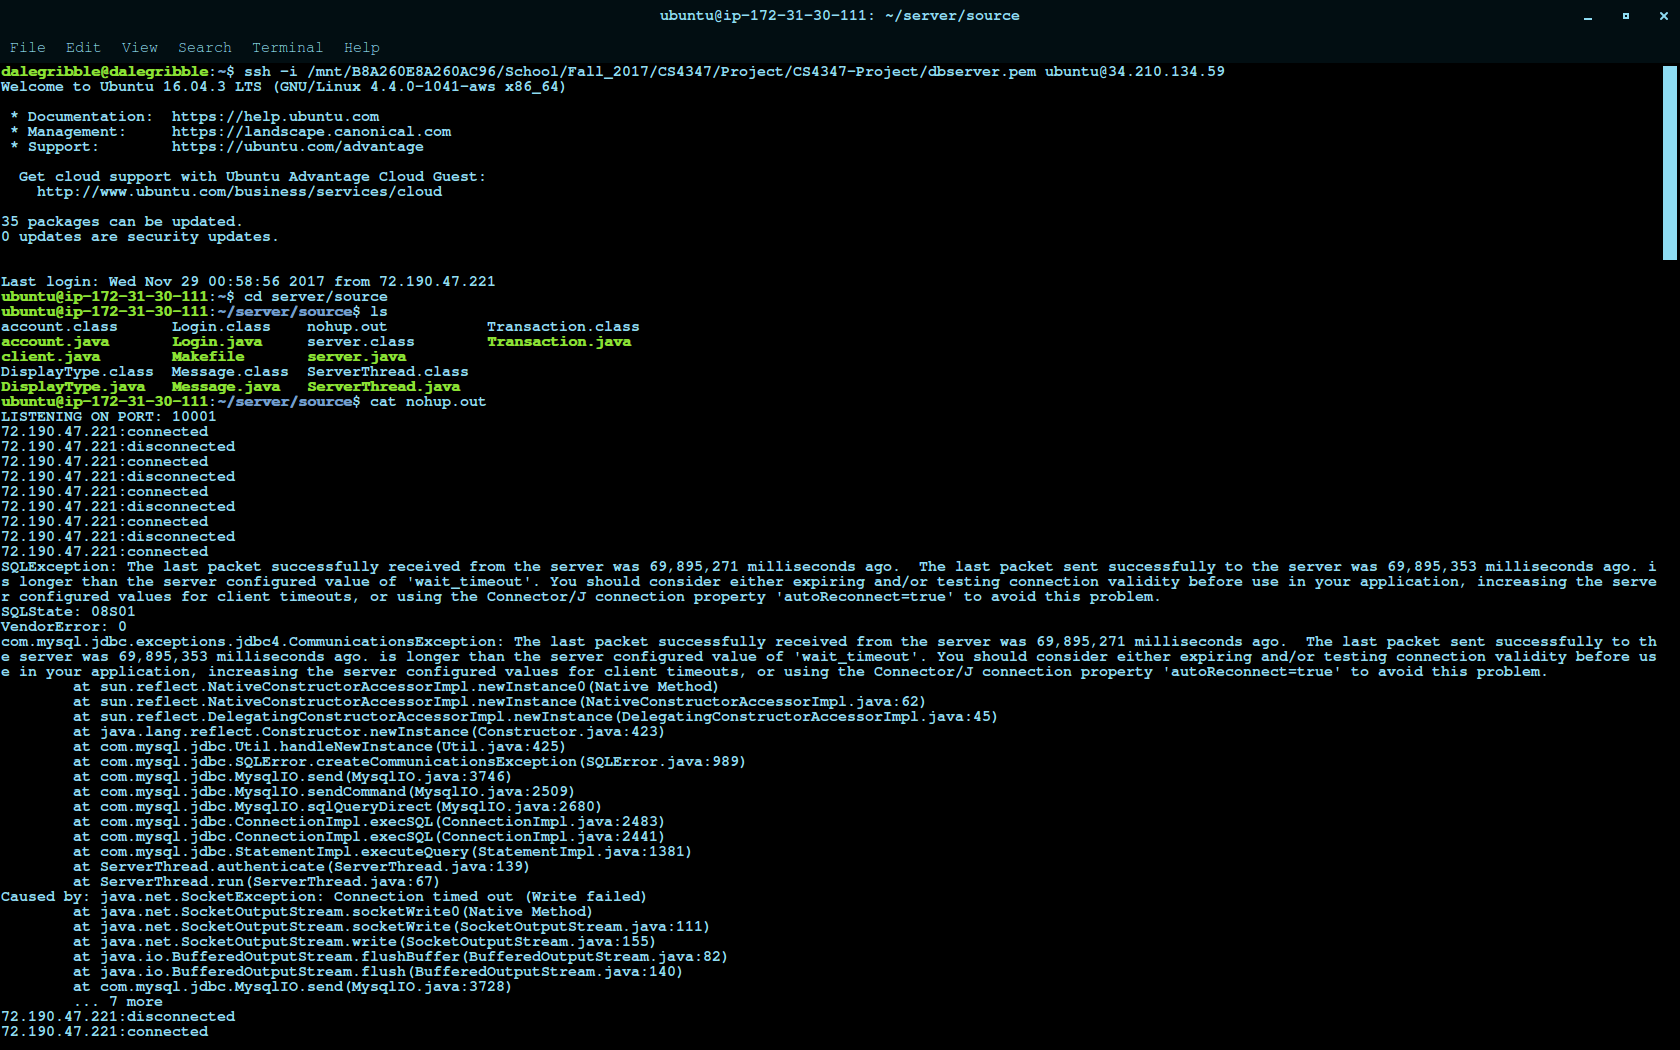 ubuntu@ip-172-31-30-111: ~/server/source
File Edit View Search Terminal Help
dalegribble@dalegribble:~$ ssh -i /mnt/B8A260E8A260AC96/School/Fall_2017/CS4347/Project/CS4347-Project/dbserver.pem ubuntu@34.210.134.59
Welcome to Ubuntu 16.04.3 LTS (GNU/Linux 4.4.0-1041-aws x86_64)
* Documentation:  https://help.ubuntu.com
* Management:     https://landscape.canonical.com
* Support:        https://ubuntu.com/advantage
Get cloud support with Ubuntu Advantage Cloud Guest:
http://www.ubuntu.com/business/services/cloud
35 packages can be updated.
0 updates are security updates.
Last login: Wed Nov 29 00:58:56 2017 from 72.190.47.221
ubuntu@ip-172-31-30-111:~$ cd server/source
ubuntu@ip-172-31-30-111:~/server/source$ ls
account.class      Login.class    nohup.out           Transaction.class
account.java       Login.java     server.class        Transaction.java
client.java        Makefile       server.java
DisplayType.class  Message.class  ServerThread.class
DisplayType.java   Message.java   ServerThread.java
ubuntu@ip-172-31-30-111:~/server/source$ cat nohup.out
LISTENING ON PORT: 10001
72.190.47.221:connected
72.190.47.221:disconnected
72.190.47.221:connected
72.190.47.221:disconnected
72.190.47.221:connected
72.190.47.221:disconnected
72.190.47.221:connected
72.190.47.221:disconnected
72.190.47.221:connected
SQLException: The last packet successfully received from the server was 69,895,271 milliseconds ago.  The last packet sent successfully to the server was 69,895,353 milliseconds ago. i
s longer than the server configured value of 'wait_timeout'. You should consider either expiring and/or testing connection validity before use in your application, increasing the serve
r configured values for client timeouts, or using the Connector/J connection property 'autoReconnect=true' to avoid this problem.
SQLState: 08S01
VendorError: 0
com.mysql.jdbc.exceptions.jdbc4.CommunicationsException: The last packet successfully received from the server was 69,895,271 milliseconds ago.  The last packet sent successfully to th
e server was 69,895,353 milliseconds ago. is longer than the server configured value of 'wait_timeout'. You should consider either expiring and/or testing connection validity before us
e in your application, increasing the server configured values for client timeouts, or using the Connector/J connection property 'autoReconnect=true' to avoid this problem.
at sun.reflect.NativeConstructorAccessorImpl.newInstance0(Native Method)
at sun.reflect.NativeConstructorAccessorImpl.newInstance(NativeConstructorAccessorImpl.java:62)
at sun.reflect.DelegatingConstructorAccessorImpl.newInstance(DelegatingConstructorAccessorImpl.java:45)
at java.lang.reflect.Constructor.newInstance(Constructor.java:423)
at com.mysql.jdbc.Util.handleNewInstance(Util.java:425)
at com.mysql.jdbc.SQLError.createCommunicationsException(SQLError.java:989)
at com.mysql.jdbc.MysqlIO.send(MysqlIO.java:3746)
at com.mysql.jdbc.MysqlIO.sendCommand(MysqlIO.java:2509)
at com.mysql.jdbc.MysqlIO.sqlQueryDirect(MysqlIO.java:2680)
at com.mysql.jdbc.ConnectionImpl.execSQL(ConnectionImpl.java:2483)
at com.mysql.jdbc.ConnectionImpl.execSQL(ConnectionImpl.java:2441)
at com.mysql.jdbc.StatementImpl.executeQuery(StatementImpl.java:1381)
at ServerThread.authenticate(ServerThread.java:139)
at ServerThread.run(ServerThread.java:67)
Caused by: java.net.SocketException: Connection timed out (Write failed)
at java.net.SocketOutputStream.socketWrite0(Native Method)
at java.net.SocketOutputStream.socketWrite(SocketOutputStream.java:111)
at java.net.SocketOutputStream.write(SocketOutputStream.java:155)
at java.io.BufferedOutputStream.flushBuffer(BufferedOutputStream.java:82)
at java.io.BufferedOutputStream.flush(BufferedOutputStream.java:140)
at com.mysql.jdbc.MysqlIO.send(MysqlIO.java:3728)
... 7 more
72.190.47.221:disconnected
72.190.47.221:connected